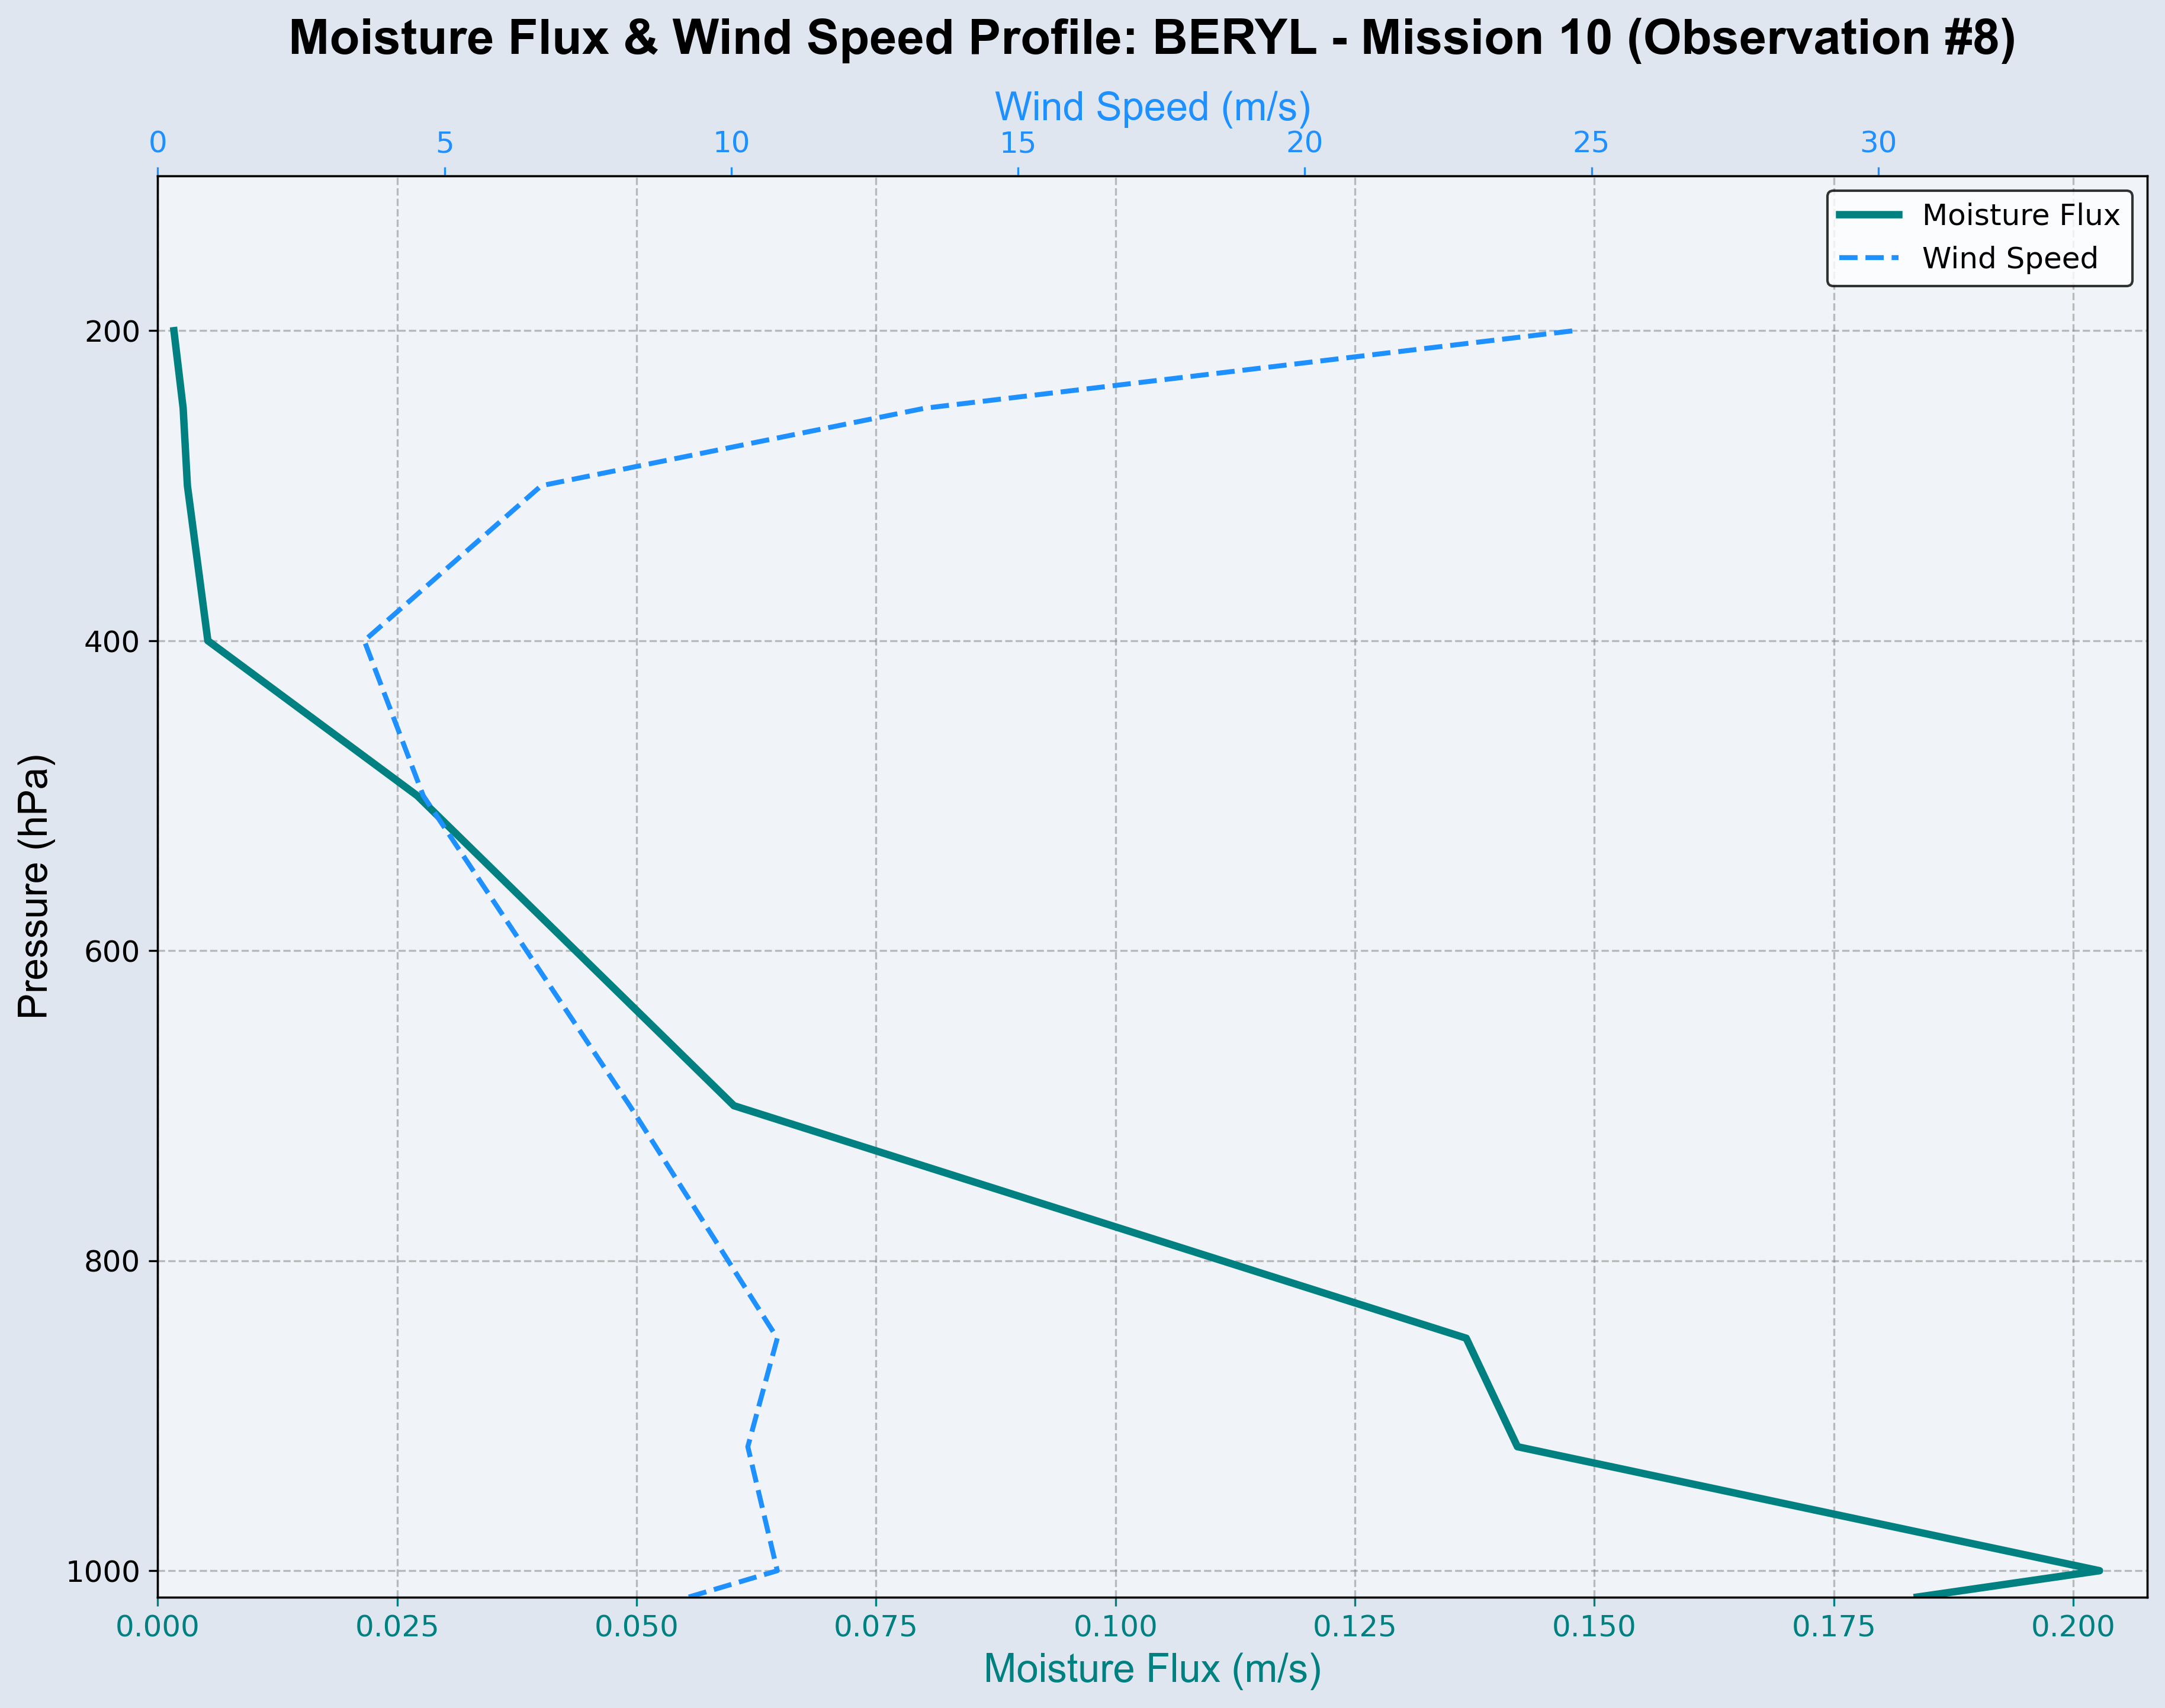 Moisture Flux & Wind Speed Profile: BERYL - Mission 10 (Observation #8)
Wind Speed (m/s)
0 5 10 15 20 25 30
Moisture Flux
Wind Speed
200
400
600
800
1000
Pressure (hPa)
0.000 0.025 0.050 0.075 0.100 0.125 0.150 0.175 0.200
Moisture Flux (m/s)